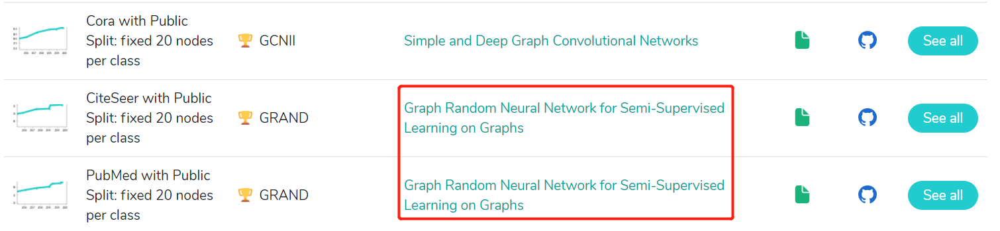 Cora with Public
Split: fixed 20 nodes
per class
GCNII
Simple and Deep Graph Convolutional Networks
See all
CiteSeer with Public
Split: fixed 20 nodes
per class
GRAND
Graph Random Neural Network for Semi-Supervised
Learning on Graphs
See all
PubMed with Public
Split: fixed 20 nodes
per class
GRAND
Graph Random Neural Network for Semi-Supervised
Learning on Graphs
See all